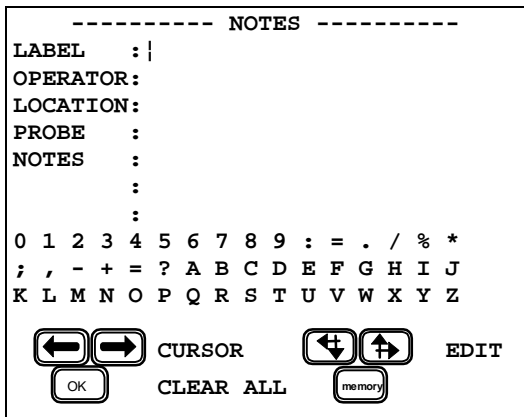 ---------- NOTES ----------
LABEL :¦
OPERATOR:
LOCATION:
PROBE :
NOTES :
:
:
0 1 2 3 4 5 6 7 8 9 : = . / % *
; , - + = ? A B C D E F G H I J
K L M N O P Q R S T U V W X Y Z
CURSOR EDIT
OK CLEAR ALL memory